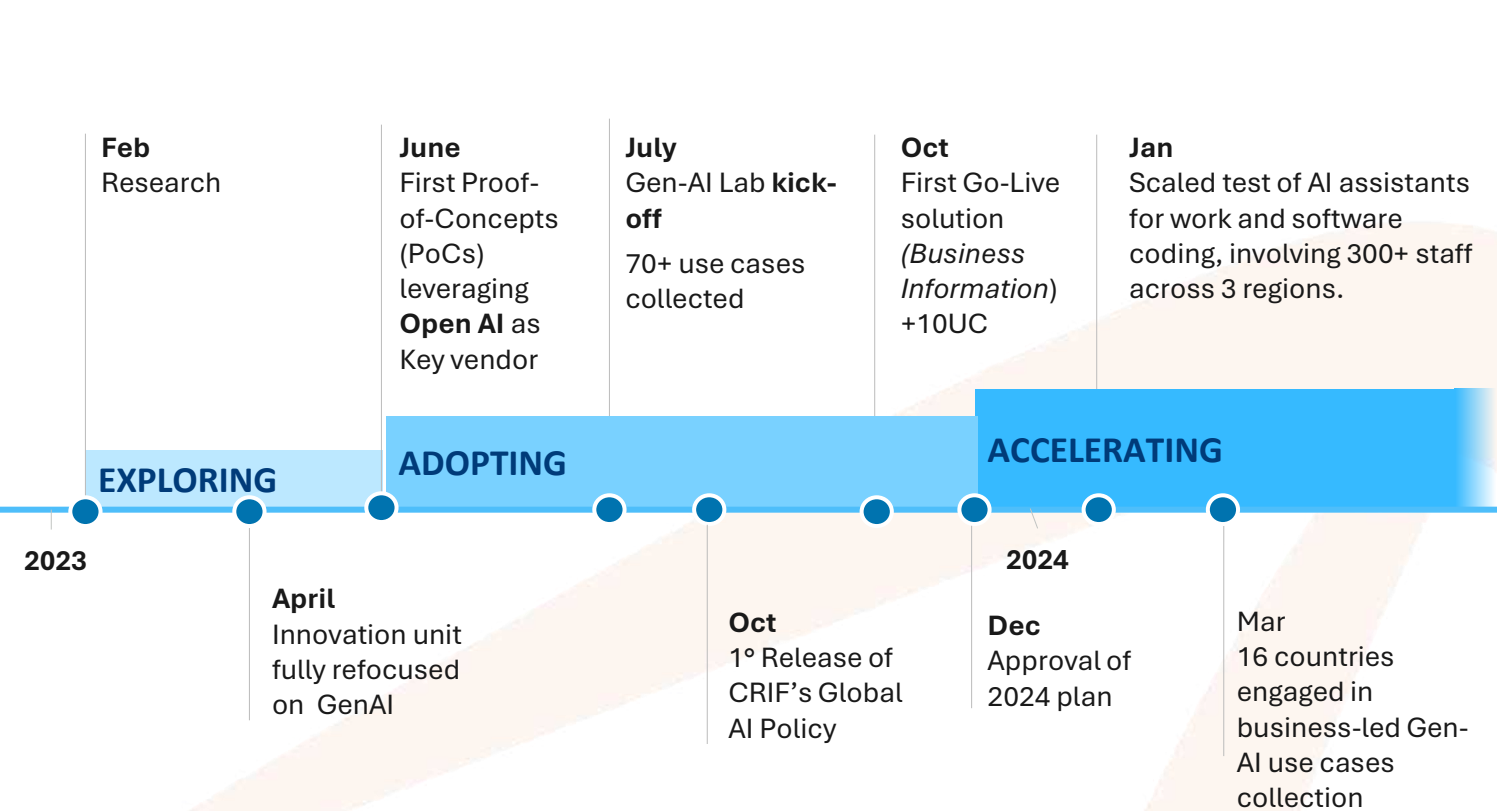 Feb
Research
June
First Proof-
of-Concepts
(PoCs)
leveraging
Open AI as
Key vendor
July
Gen-AI Lab kick-
off
70+ use cases
collected
Oct
First Go-Live
solution
(Business
Information)
+10UC
Jan
Scaled test of AI assistants
for work and software
coding, involving 300+ staff
across 3 regions.
EXPLORING
ADOPTING
ACCELERATING
2023
2024
April
Innovation unit
fully refocused
on  GenAI
Oct
1° Release of
CRIF’s Global
AI Policy
Dec
Approval of
2024 plan
Mar
16 countries
engaged in
business-led Gen-
AI use cases
collection